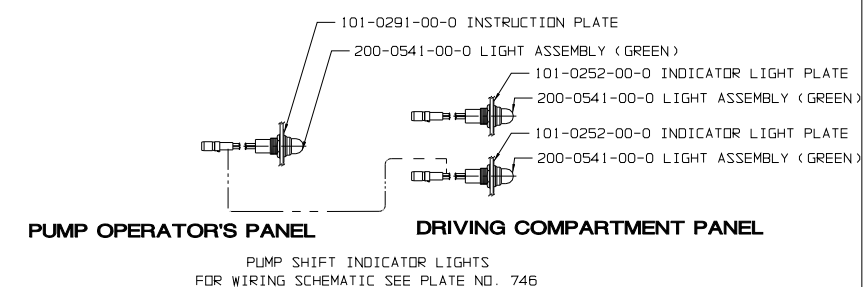 101-0291-00-0 INSTRUCTION PLATE
200-0541-00-0 LIGHT ASSEMBLY (GREEN)
101-0252-00-0 INDICATOR LIGHT PLATE
200-0541-00-0 LIGHT ASSEMBLY (GREEN)
101-0252-00-0 INDICATOR LIGHT PLATE
200-0541-00-0 LIGHT ASSEMBLY (GREEN)
PUMP OPERATOR'S PANEL
DRIVING COMPARTMENT PANEL
PUMP SHIFT INDICATOR LIGHTS
FOR WIRING SCHEMATIC SEE PLATE NO. 746